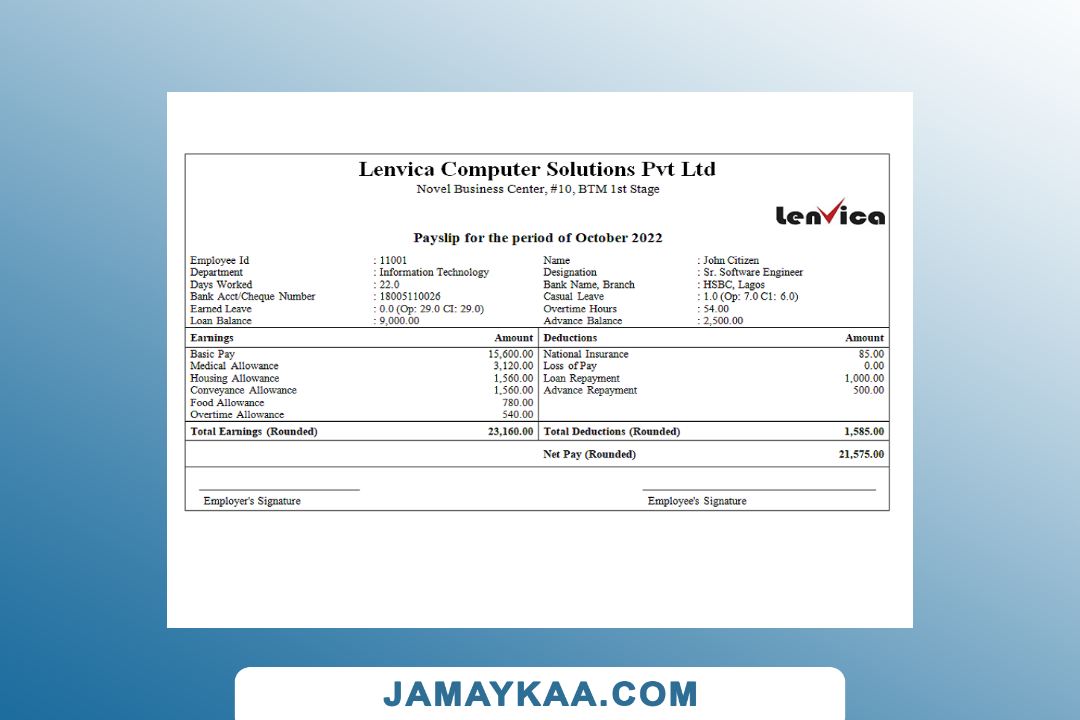 Lenvica Computer Solutions Pvt Ltd
Novel Business Center, #10, BTM 1st Stage
Lenvica
Payslip for the period of October 2022
Employee Id : 11001 Name : John Citizen
Department : Information Technology Designation : Sr. Software Engineer
Days Worked : 22.0 Bank Name, Branch : HSBC, Lagos
Bank Acct/Cheque Number : 18005110026 Casual Leave : 1.0 (Op: 7.0 C1: 6.0)
Earned Leave : 0.0 (Op: 29.0 CI: 29.0) Overtime Hours : 54.00
Loan Balance : 9,000.00 Advance Balance : 2,500.00
Earnings Amount Deductions Amount
Basic Pay 15,600.00 National Insurance 85.00
Medical Allowance 3,120.00 Loss of Pay 0.00
Housing Allowance 1,560.00 Loan Repayment 1,000.00
Conveyance Allowance 1,560.00 Advance Repayment 500.00
Food Allowance 780.00
Overtime Allowance 540.00
Total Earnings (Rounded) 23,160.00 Total Deductions (Rounded) 1,585.00
Net Pay (Rounded) 21,575.00
Employer's Signature Employee's Signature
JAMAYKAA.COM